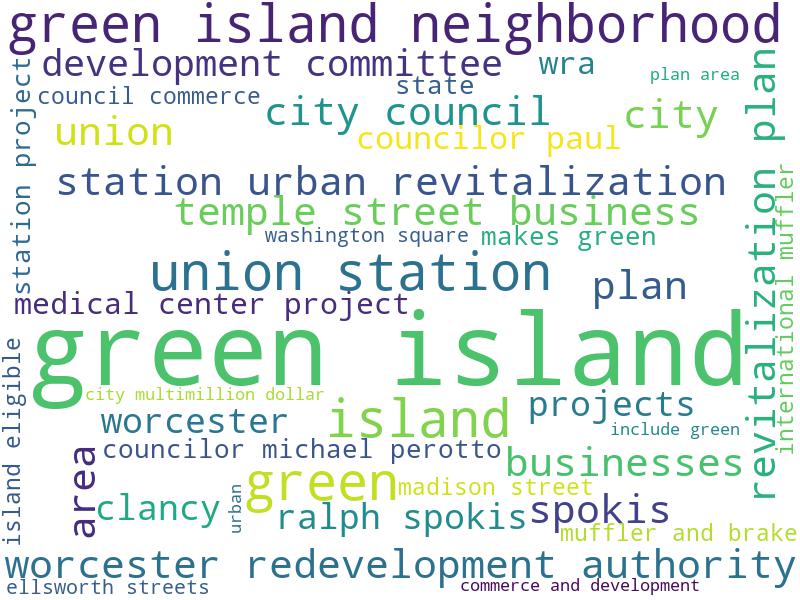 green island neighborhood
development committee
wra
plan area
state
council commerce
city council
city
union
councilor paul
station project
revitalization plan
station urban revitalization
temple street business
international muffler
washington square
makes green
union station
plan
medical center project
green island
city multimillion dollar
island
projects
worcester
include green
island eligible
councilor michael perotto
businesses
area
green
madison street
clancy
urban
ralph spokis
spokis
muffler and brake
worcester redevelopment authority
ellsworth streets
commerce and development